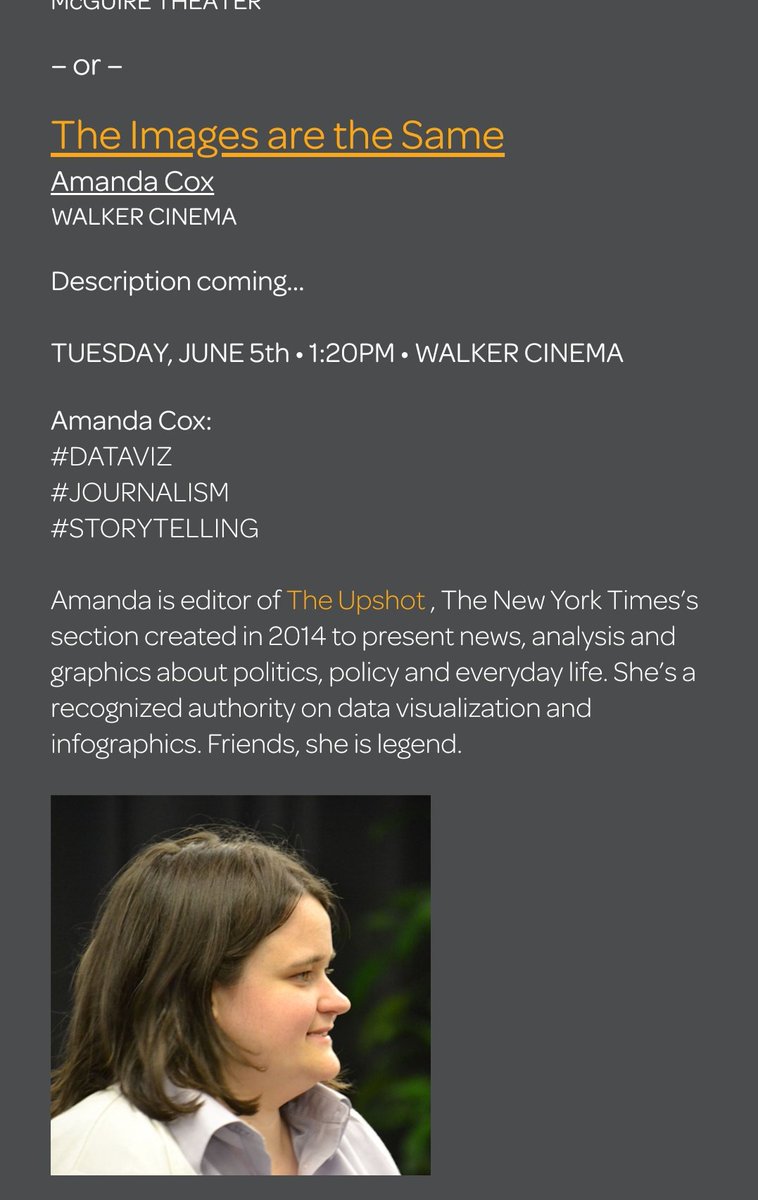 McGUIRE THEATER
– or –
The Images are the Same
Amanda Cox
WALKER CINEMA
Description coming...
TUESDAY, JUNE 5th • 1:20PM • WALKER CINEMA
Amanda Cox:
#DATAVIZ
#JOURNALISM
#STORYTELLING
Amanda is editor of The Upshot , The New York Times’s
section created in 2014 to present news, analysis and
graphics about politics, policy and everyday life. She’s a
recognized authority on data visualization and
infographics. Friends, she is legend.